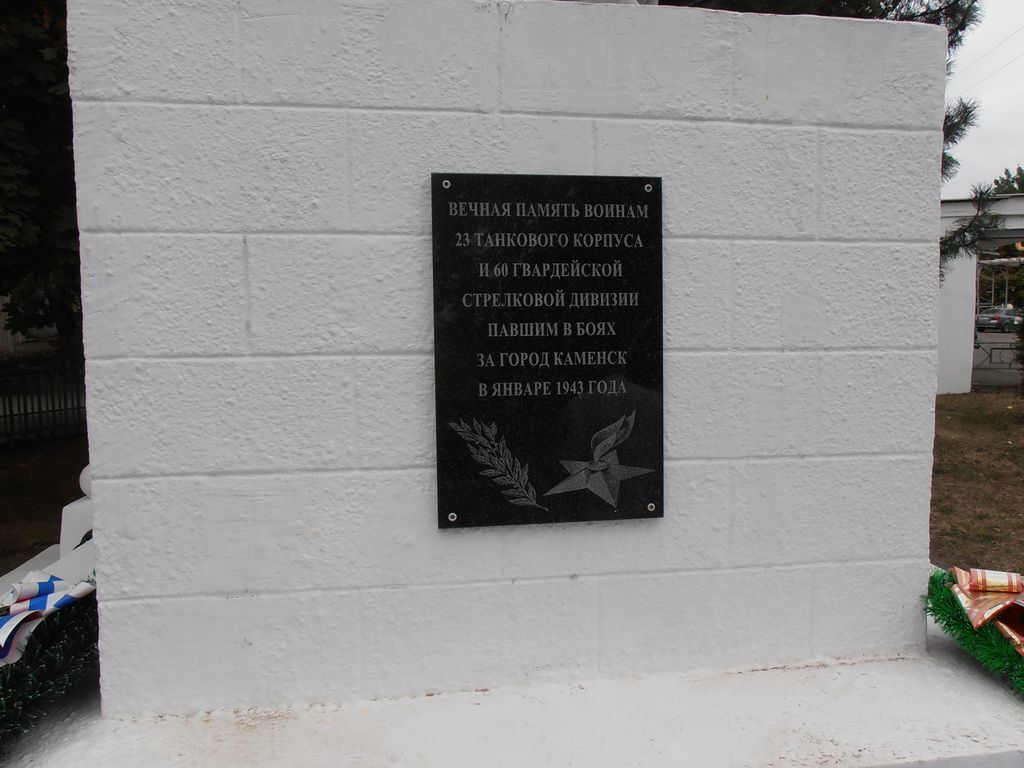 ВЕЧНАЯ ПАМЯТЬ ВОИНАМ
23 ТАНКОВОГО КОРПУСА
И 60 ГВАРДЕЙСКОЙ
СТРЕЛКОВОЙ ДИВИЗИИ
ПАВШИМ В БОЯХ
ЗА ГОРОД КАМЕНСК
В ЯНВАРЕ 1943 ГОДА